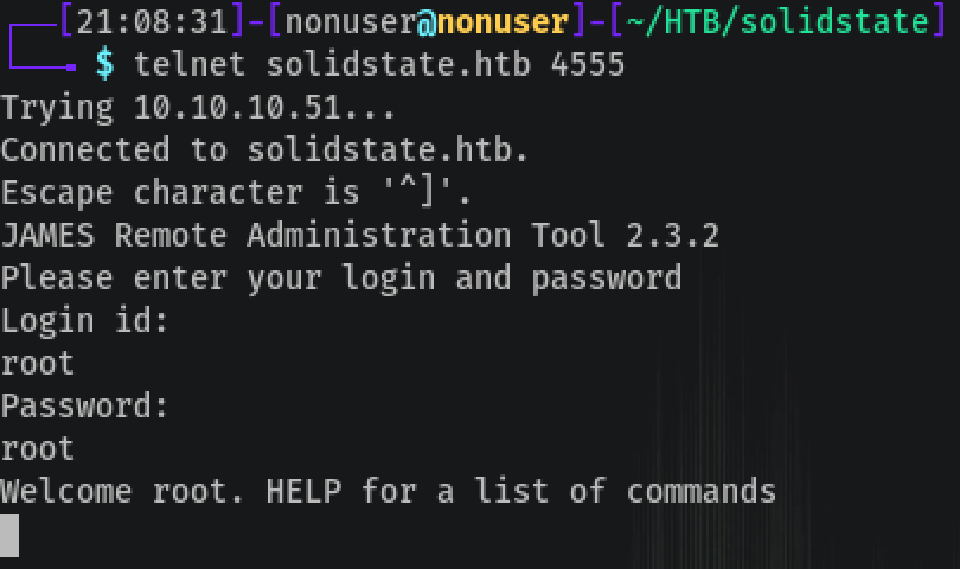 [21:08:31]-[nonuser@nonuser]-[~/HTB/solidstate]
$ telnet solidstate.htb 4555
Trying 10.10.10.51...
Connected to solidstate.htb.
Escape character is '^]'.
JAMES Remote Administration Tool 2.3.2
Please enter your login and password
Login id:
root
Password:
root
Welcome root. HELP for a list of commands